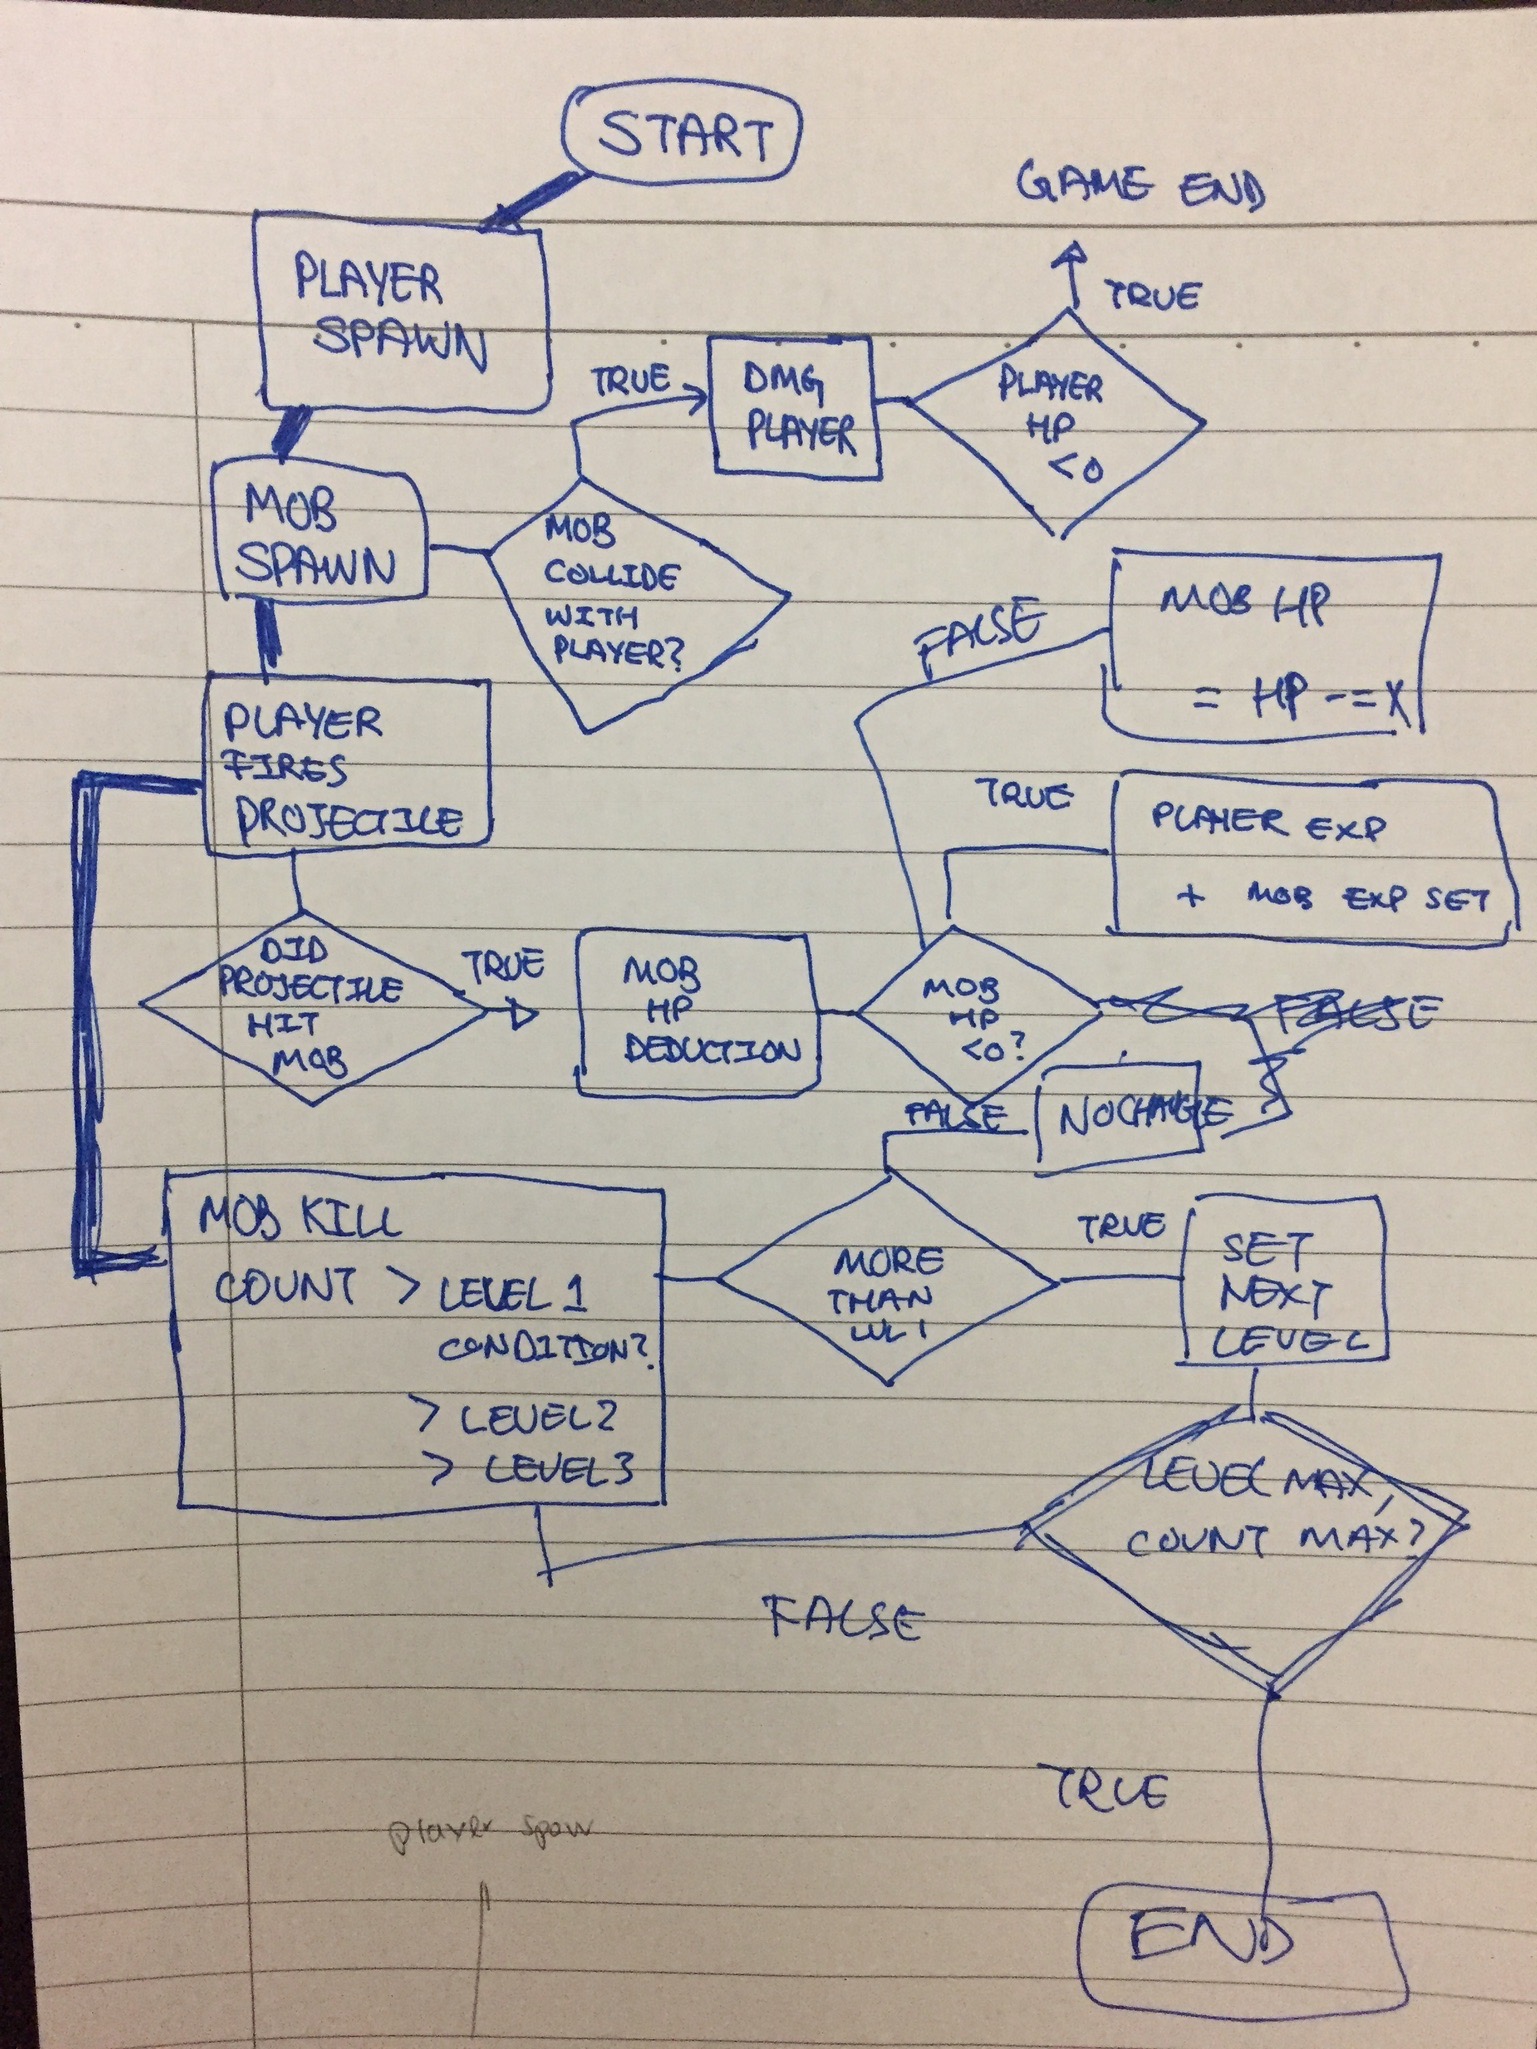 START
GAME END
TRUE
PLAYER
SPAWN
TRUE
DMG
PLAYER
PLAYER
HP
<0
MOB
SPAWN
MOB
COLLIDE
WITH
PLAYER?
FALSE
MOB HP
= HP -=X
PLAYER
FIRES
PROJECTILE
TRUE
PLAYER EXP
+ MOB EXP SET
DID
PROJECTILE
HIT
MOB
TRUE
MOB
HP
DEDUCTION
MOB
HP
<0?
FALSE
FALSE
NO CHANGE
MOB KILL
COUNT > LEVEL 1
CONDITION?
> LEVEL2
> LEVEL3
MORE
THAN
LVL 1
TRUE
SET
NEXT
LEVEL
LEVEL MAX,
COUNT MAX?
FALSE
TRUE
player spaw
END